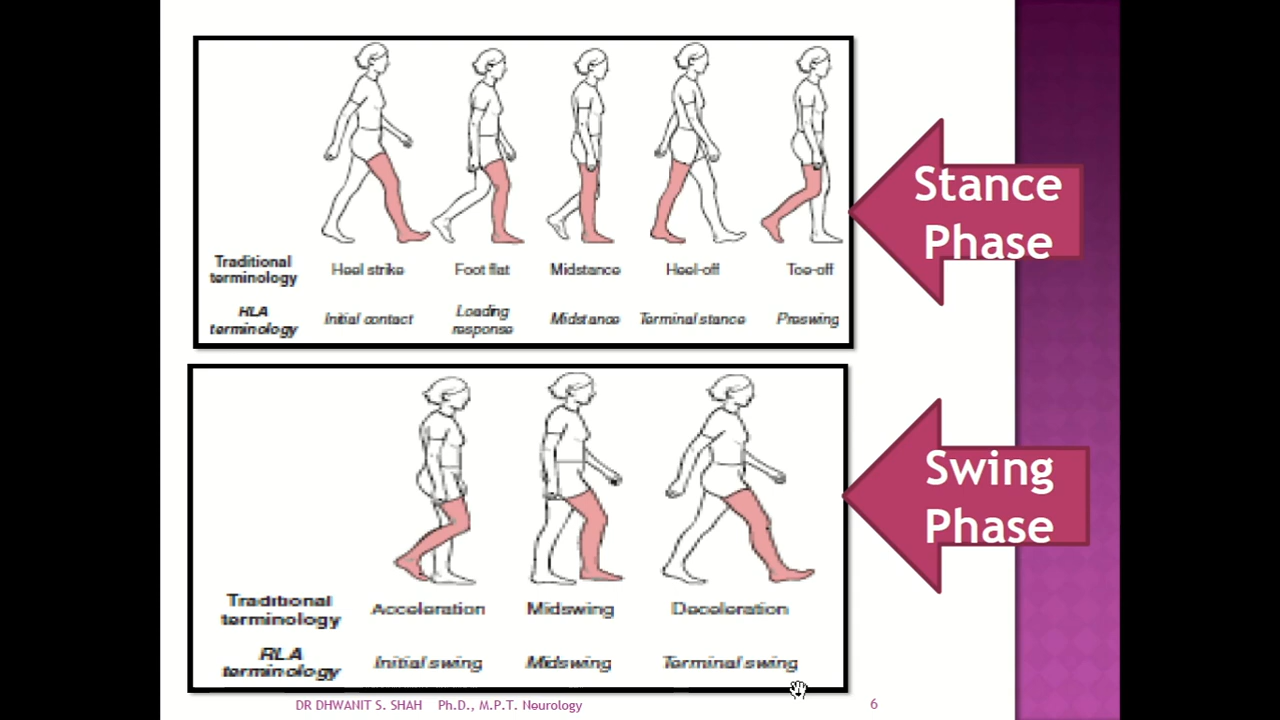 Traditional
terminology
Heel strike
Foot flat
Midstance
Heel-off
Toe-off
RLA
terminology
Initial contact
Loading
response
Midstance
Terminal stance
Preswing
Stance
Phase
Traditional
terminology
Acceleration
Midswing
Deceleration
RLA
terminology
Initial swing
Midswing
Terminal swing
Swing
Phase
DR DHWANIT S. SHAH Ph.D., M.P.T. Neurology
6